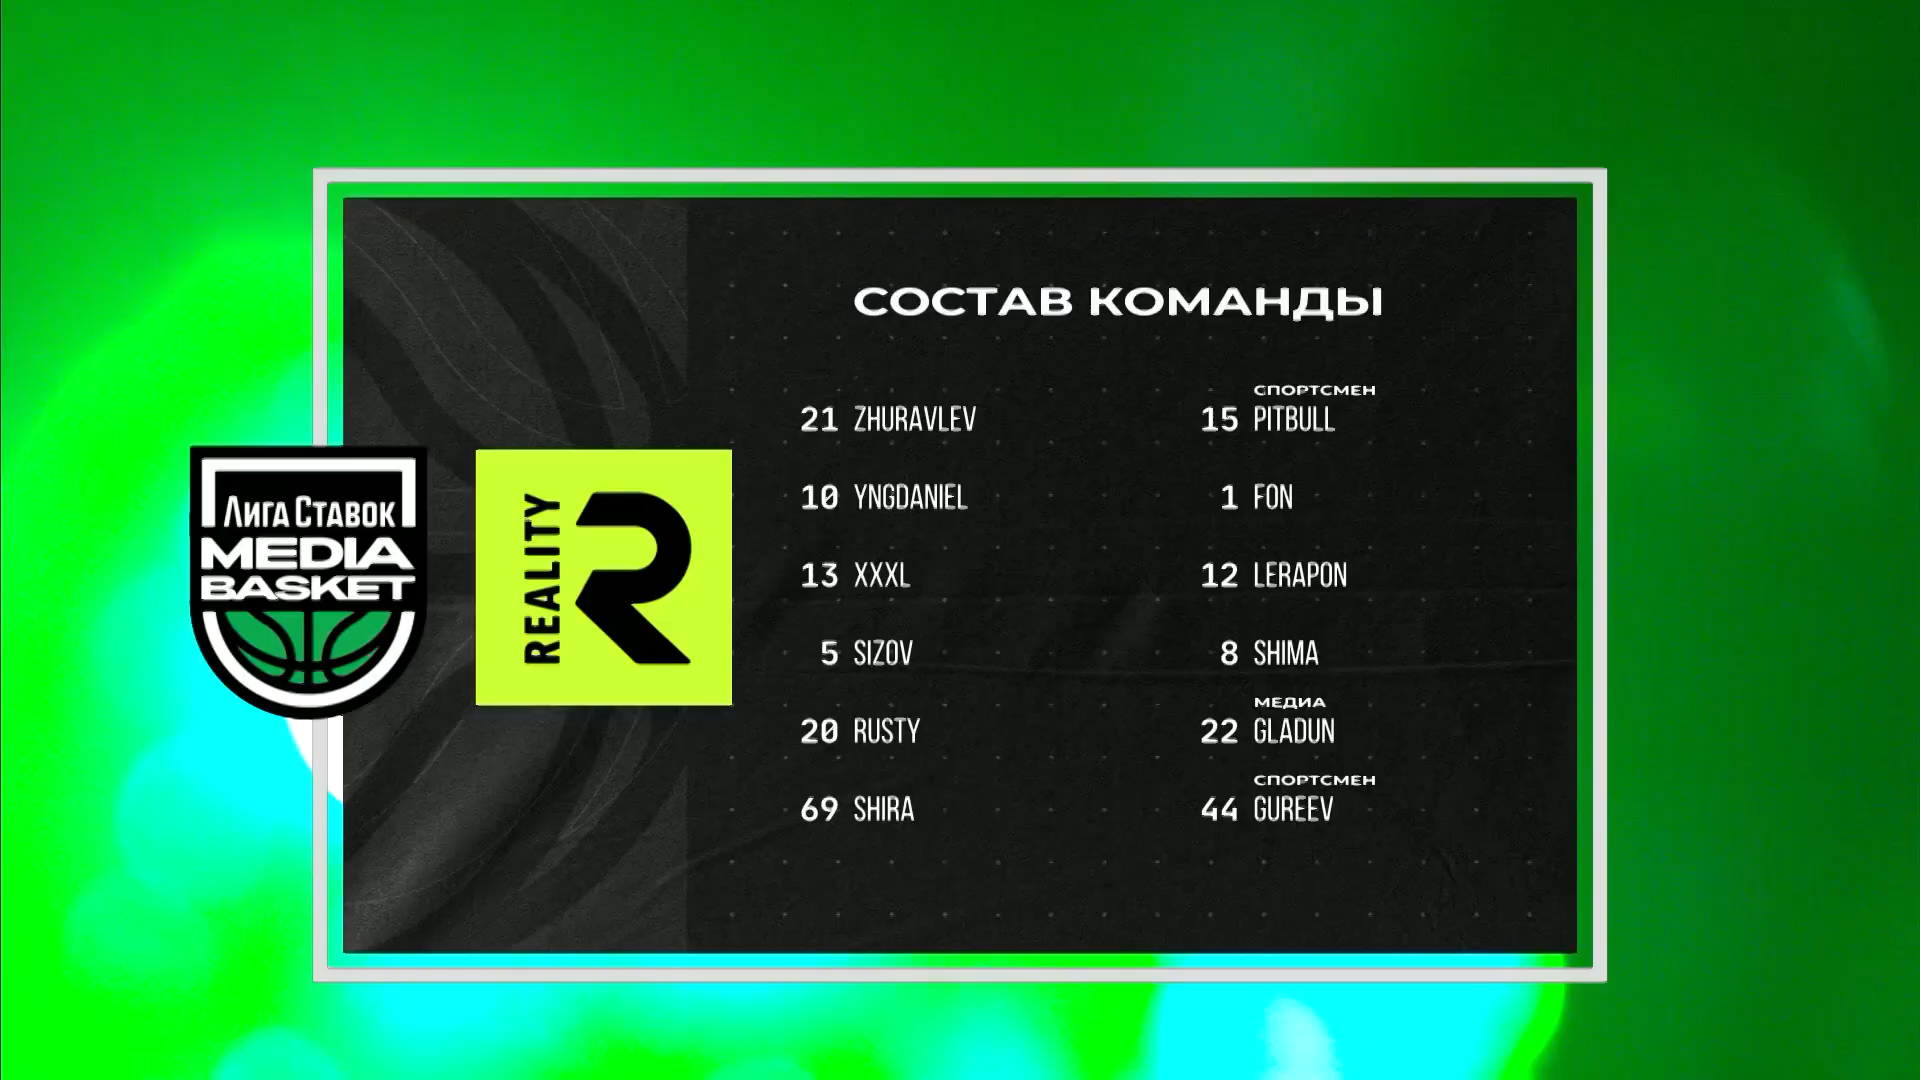 СОСТАВ КОМАНДЫ
21 ZHURAVLEV
10 YNGDANIEL
13 XXXL
5 SIZOV
20 RUSTY
69 SHIRA
СПОРТСМЕН
15 PITBULL
1 FON
12 LERAPON
8 SHIMA
МЕДИА
22 GLADUN
СПОРТСМЕН
44 GUREEV
ЛИГА СТАВОК
MEDIA
BASKET
REALITY
R